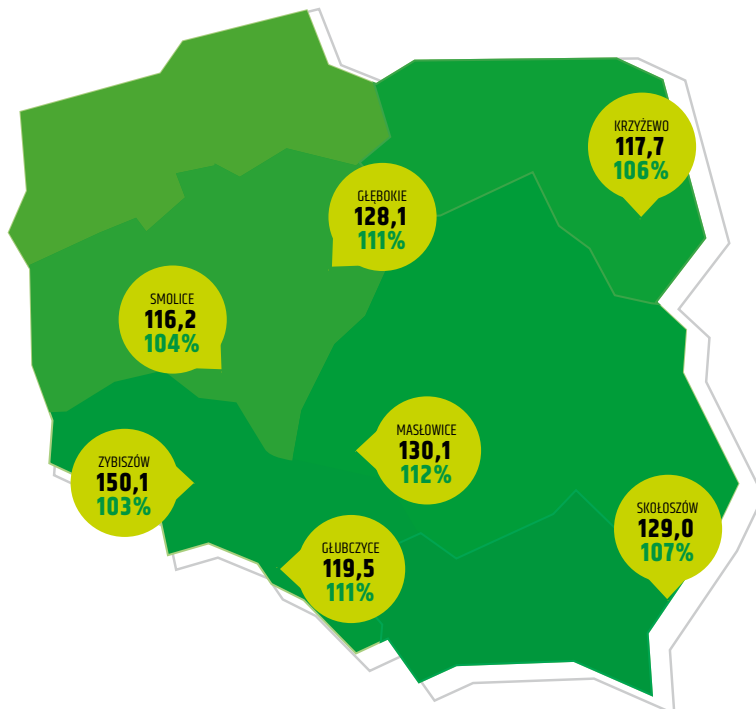 KRZYŻEWO
117,7
106%
GŁĘBOKIE
128,1
111%
SMOLICE
116,2
104%
MASŁOWICE
130,1
112%
ZYBISZÓW
150,1
103%
SKOŁOSZÓW
129,0
107%
GŁUBCZYCE
119,5
111%